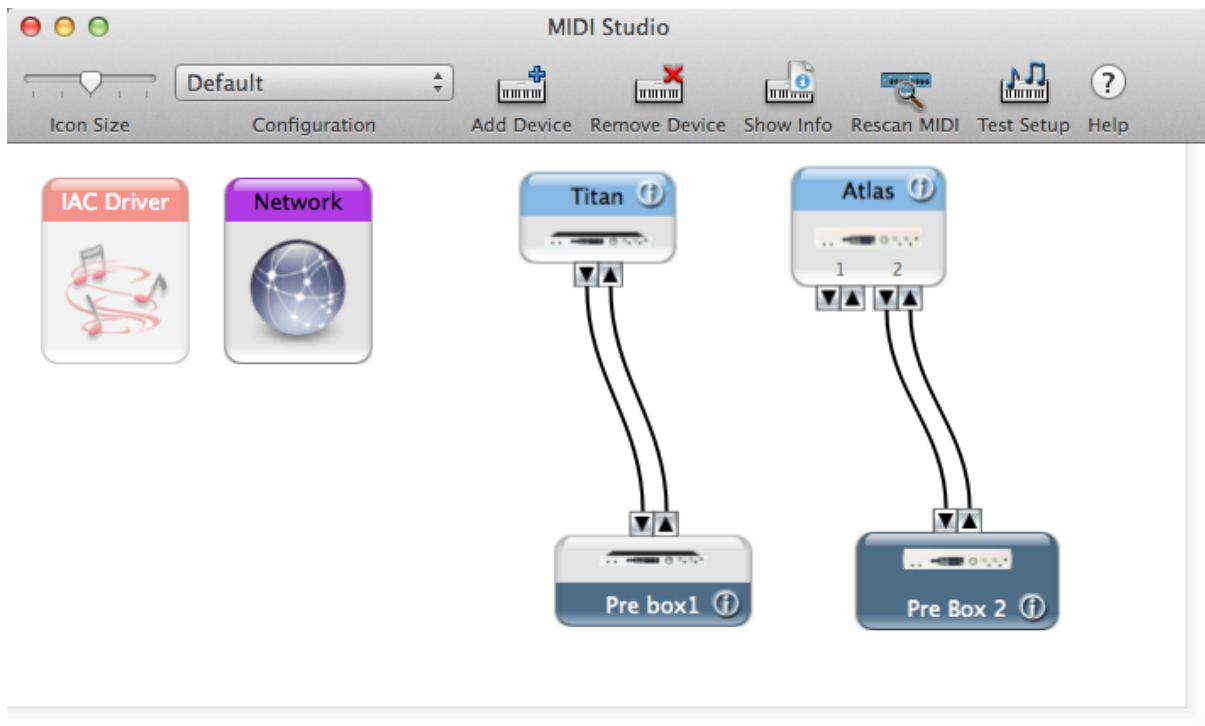 MIDI Studio
Default
Icon Size
Configuration
Add Device
Remove Device
Show Info
Rescan MIDI
Test Setup
?
Help
IAC Driver
Network
Titan
Atlas
1 2
Pre box1
Pre Box 2